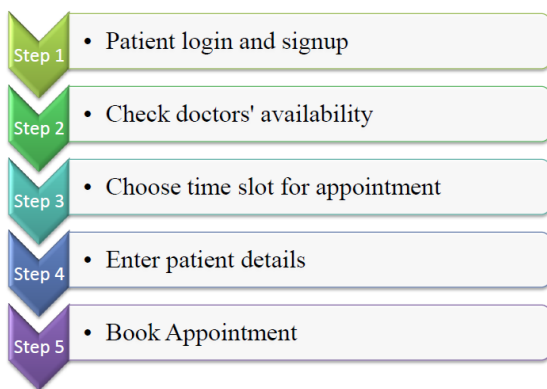 Step 1
• Patient login and signup
Step 2
• Check doctors' availability
Step 3
• Choose time slot for appointment
Step 4
• Enter patient details
Step 5
• Book Appointment